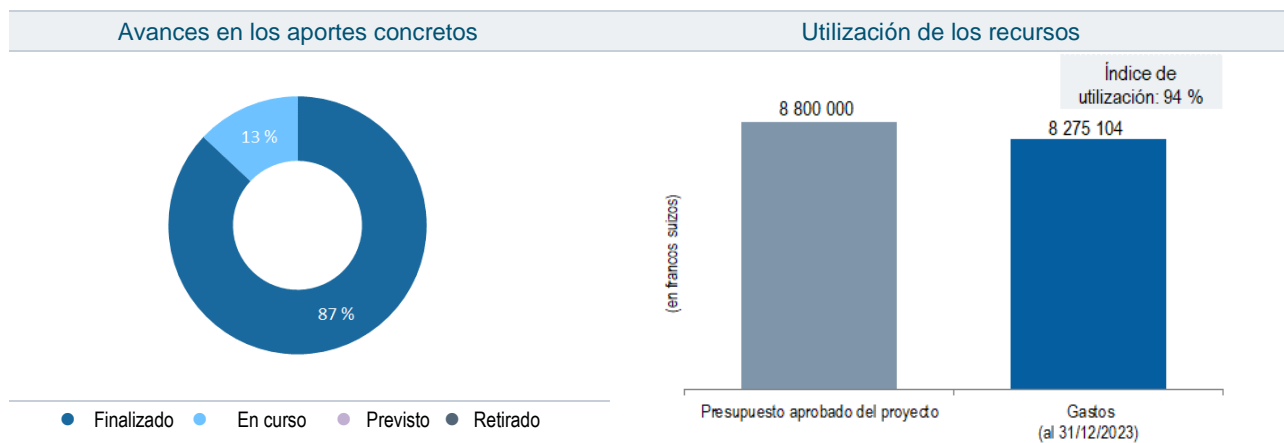 Avances en los aportes concretos
13 %
87 %
Finalizado
En curso
Previsto
Retirado
Utilización de los recursos
Índice de
utilización: 94 %
8 800 000
8 275 104
(en francos suizos)
Presupuesto aprobado del proyecto
Gastos
(al 31/12/2023)